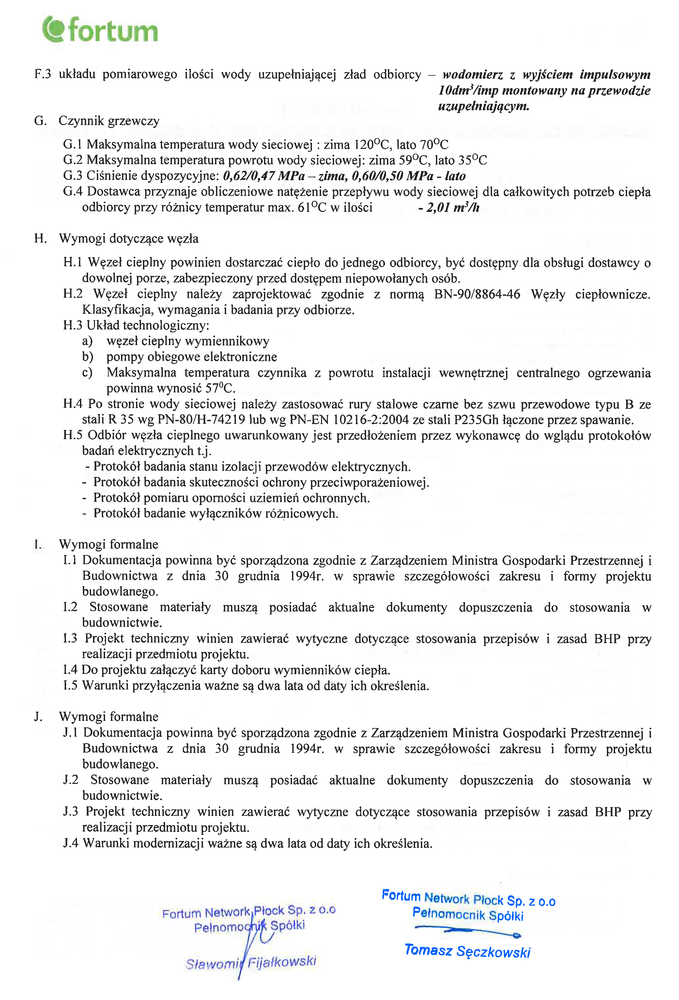 fortum
F.3 układu pomiarowego ilości wody uzupełniającej zład odbiorcy – wodomierz z wyjściem impulsowym
10dm³/imp montowany na przewodzie
uzupełniającym.
G. Czynnik grzewczy
G.1 Maksymalna temperatura wody sieciowej : zima 120⁰C, lato 70⁰C
G.2 Maksymalna temperatura powrotu wody sieciowej: zima 59⁰C, lato 35⁰C
G.3 Ciśnienie dyspozycyjne: 0,62/0,47 MPa – zima, 0,60/0,50 MPa - lato
G.4 Dostawca przyznaje obliczeniowe natężenie przepływu wody sieciowej dla całkowitych potrzeb ciepła
odbiorcy przy różnicy temperatur max. 61⁰C w ilości - 2,01 m³/h
H. Wymogi dotyczące węzła
H.1 Węzeł cieplny powinien dostarczać ciepło do jednego odbiorcy, być dostępny dla obsługi dostawcy o
dowolnej porze, zabezpieczony przed dostępem niepowołanych osób.
H.2 Węzeł cieplny należy zaprojektować zgodnie z normą BN-90/8864-46 Węzły ciepłownicze.
Klasyfikacja, wymagania i badania przy odbiorze.
H.3 Układ technologiczny:
a) węzeł cieplny wymiennikowy
b) pompy obiegowe elektroniczne
c) Maksymalna temperatura czynnika z powrotu instalacji wewnętrznej centralnego ogrzewania
powinna wynosić 57⁰C.
H.4 Po stronie wody sieciowej należy zastosować rury stalowe czarne bez szwu przewodowe typu B ze
stali R 35 wg PN-80/H-74219 lub wg PN-EN 10216-2:2004 ze stali P235Gh łączone przez spawanie.
H.5 Odbiór węzła cieplnego uwarunkowany jest przedłożeniem przez wykonawcę do wglądu protokołów
badań elektrycznych t.j.
- Protokół badania stanu izolacji przewodów elektrycznych.
- Protokół badania skuteczności ochrony przeciwporażeniowej.
- Protokół pomiaru oporności uziemień ochronnych.
- Protokół badanie wyłączników różnicowych.
I. Wymogi formalne
I.1 Dokumentacja powinna być sporządzona zgodnie z Zarządzeniem Ministra Gospodarki Przestrzennej i
Budownictwa z dnia 30 grudnia 1994r. w sprawie szczegółowości zakresu i formy projektu
budowlanego.
I.2 Stosowane materiały muszą posiadać aktualne dokumenty dopuszczenia do stosowania w
budownictwie.
I.3 Projekt techniczny winien zawierać wytyczne dotyczące stosowania przepisów i zasad BHP przy
realizacji przedmiotu projektu.
I.4 Do projektu załączyć karty doboru wymienników ciepła.
I.5 Warunki przyłączenia ważne są dwa lata od daty ich określenia.
J. Wymogi formalne
J.1 Dokumentacja powinna być sporządzona zgodnie z Zarządzeniem Ministra Gospodarki Przestrzennej i
Budownictwa z dnia 30 grudnia 1994r. w sprawie szczegółowości zakresu i formy projektu
budowlanego.
J.2 Stosowane materiały muszą posiadać aktualne dokumenty dopuszczenia do stosowania w
budownictwie.
J.3 Projekt techniczny winien zawierać wytyczne dotyczące stosowania przepisów i zasad BHP przy
realizacji przedmiotu projektu.
J.4 Warunki modernizacji ważne są dwa lata od daty ich określenia.
Fortum Network Płock Sp. z o.o
Pełnomocnik Spółki
Sławomir Fijałkowski
Fortum Network Płock Sp. z o.o
Pełnomocnik Spółki
Tomasz Sęczkowski